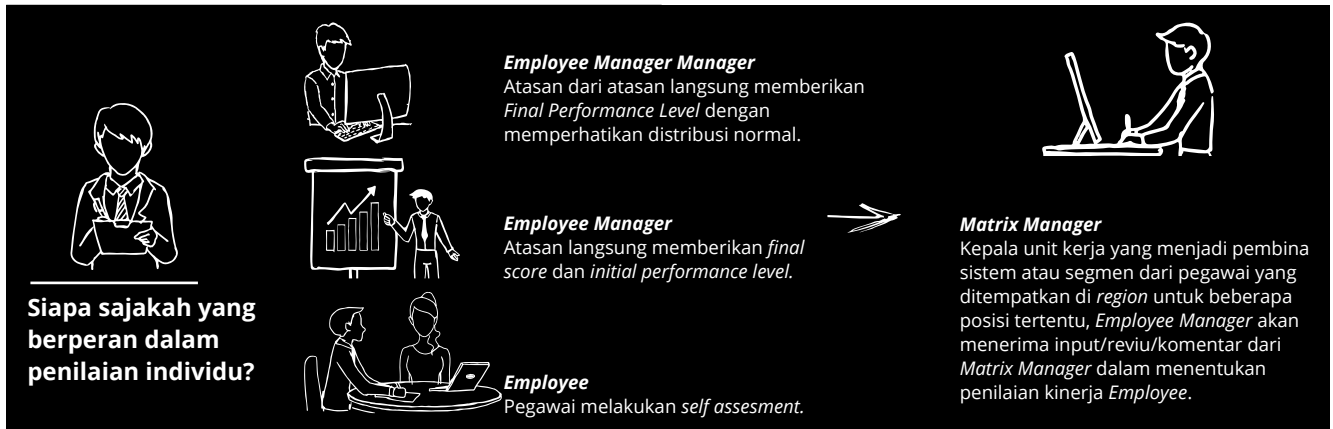 Siapa sajakah yang
berperan dalam
penilaian individu?
Employee Manager Manager
Atasan dari atasan langsung memberikan
Final Performance Level dengan
memperhatikan distribusi normal.
Employee Manager
Atasan langsung memberikan final
score dan initial performance level.
Employee
Pegawai melakukan self assesment.
Matrix Manager
Kepala unit kerja yang menjadi pembina
sistem atau segmen dari pegawai yang
ditempatkan di region untuk beberapa
posisi tertentu, Employee Manager akan
menerima input/reviu/komentar dari
Matrix Manager dalam menentukan
penilaian kinerja Employee.